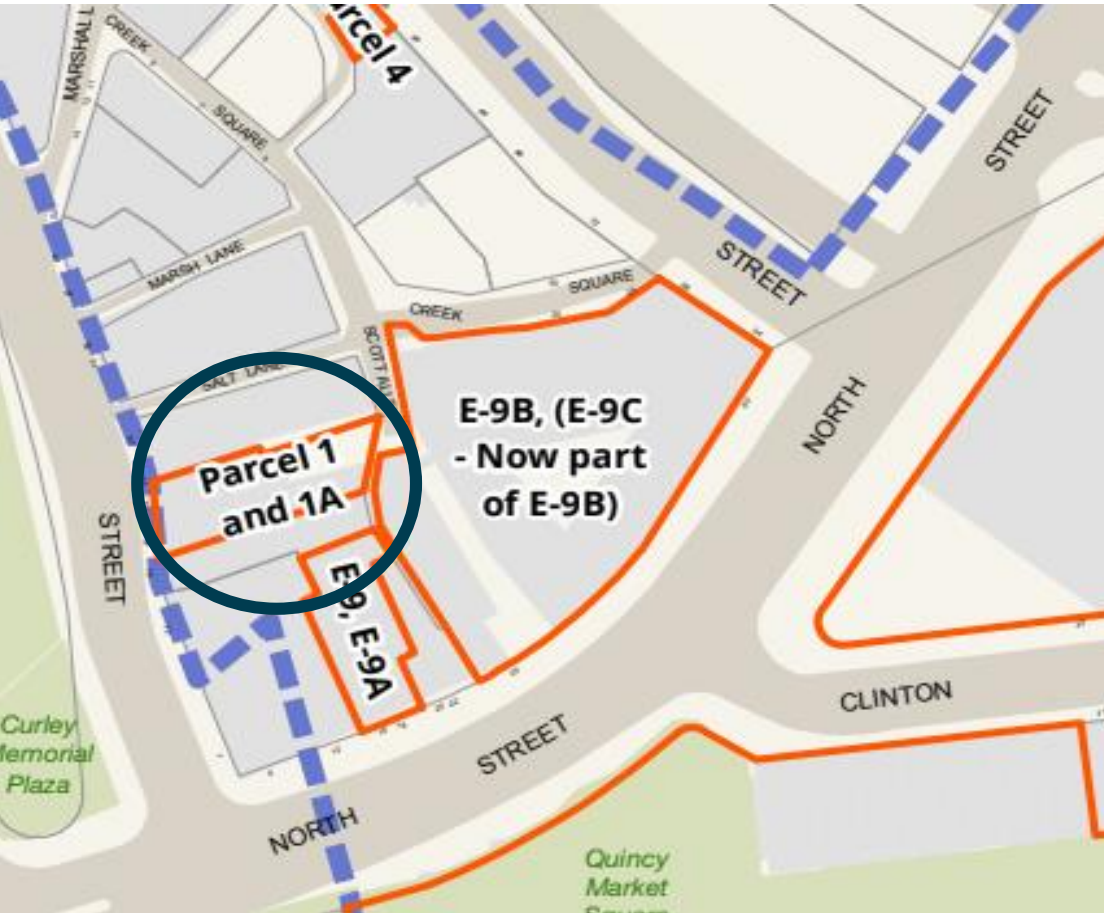 MARSHALL
CREEK
SQUARE
Parcel 4
STREET
MARSH LANE
STREET
SQUARE
CREEK
SCOTT
SALT LANE
E-9B, (E-9C
- Now part
of E-9B)
NORTH
Parcel 1
and 1A
STREET
E-9, E-9A
CLINTON
Curley
Memorial
Plaza
STREET
NORTH
Quincy
Market
Square